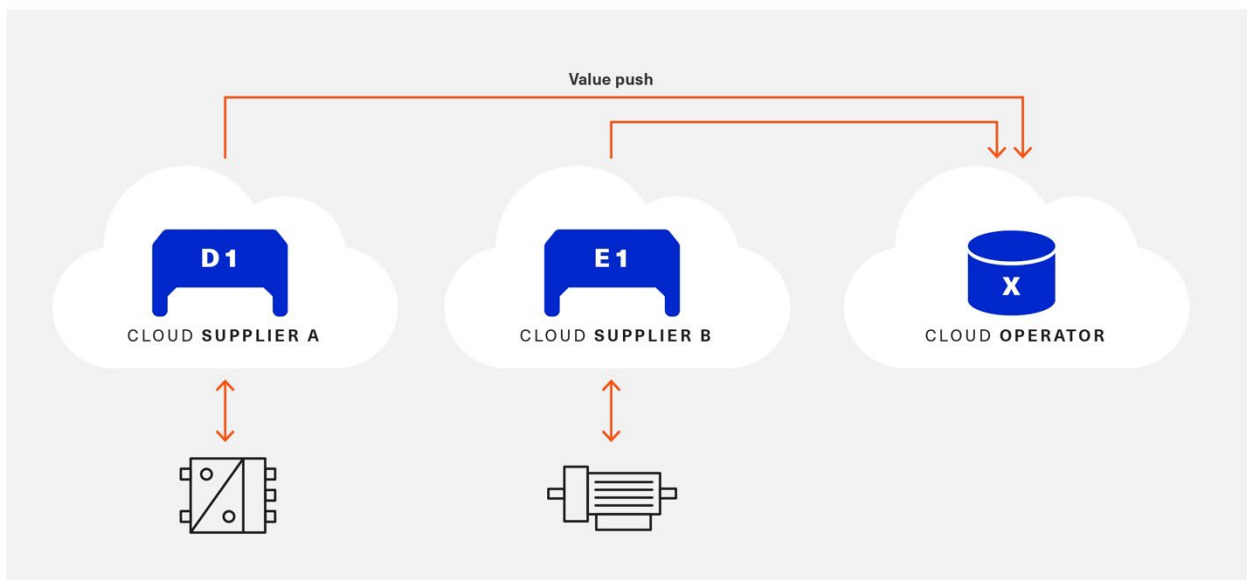 Value push
D1
CLOUD SUPPLIER A
E1
CLOUD SUPPLIER B
X
CLOUD OPERATOR